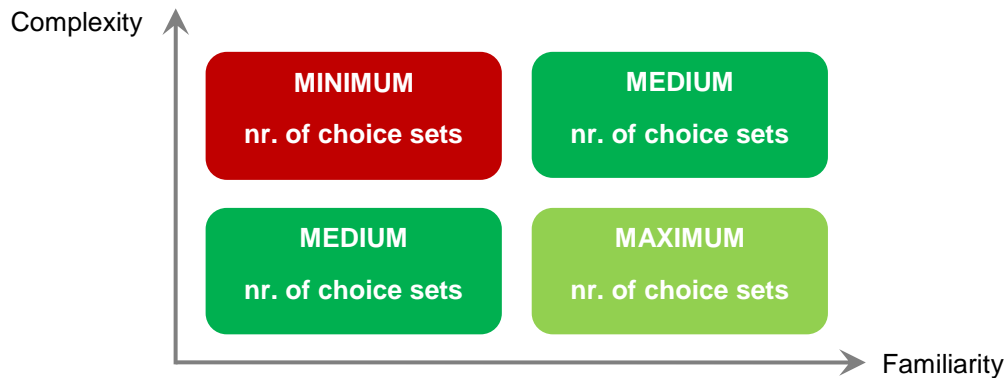 Complexity
MINIMUM
nr. of choice sets
MEDIUM
nr. of choice sets
MEDIUM
nr. of choice sets
MAXIMUM
nr. of choice sets
Familiarity